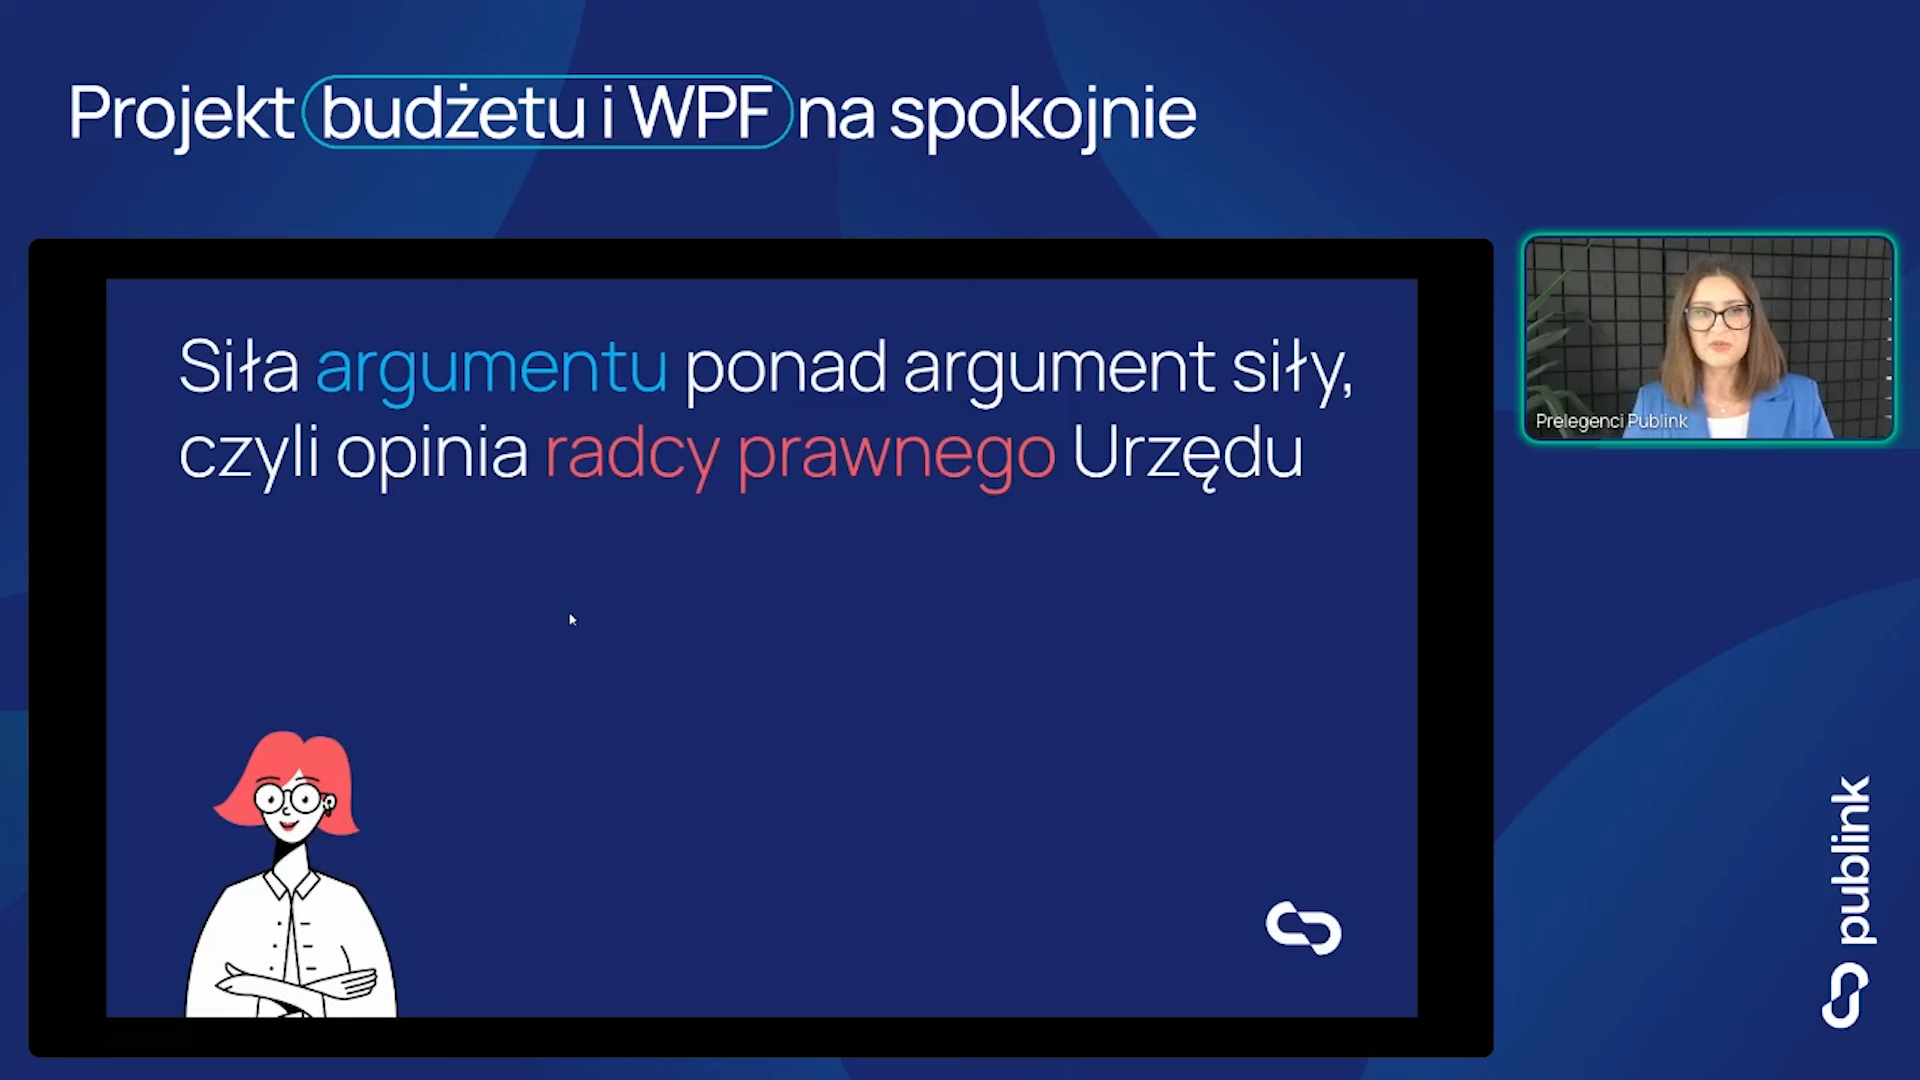 Projekt budżetu i WPF na spokojnie
Siła argumentu ponad argument siły,
czyli opinia radcy prawnego Urzędu
Prelegenci Publink
publink